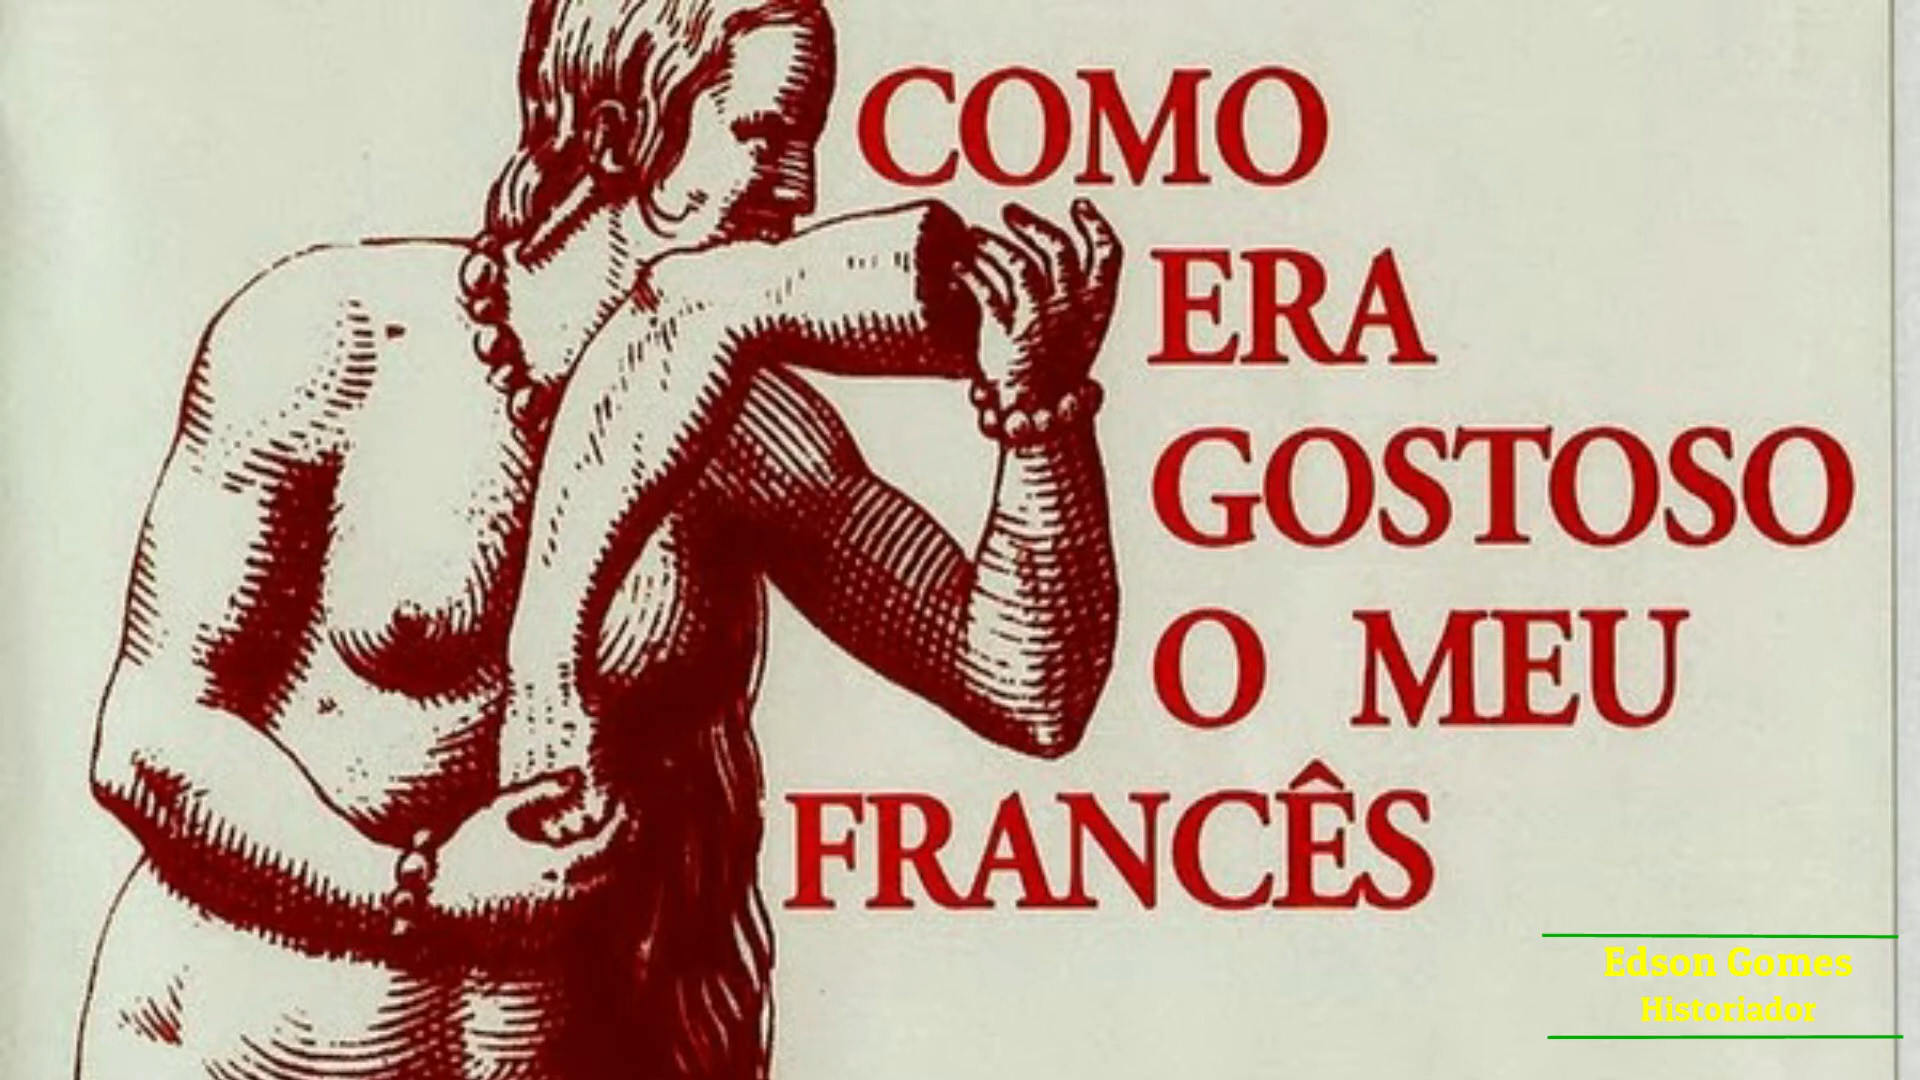 COMO
ERA
GOSTOSO
O MEU
FRANCÊS
Edson Gomes
Historiador